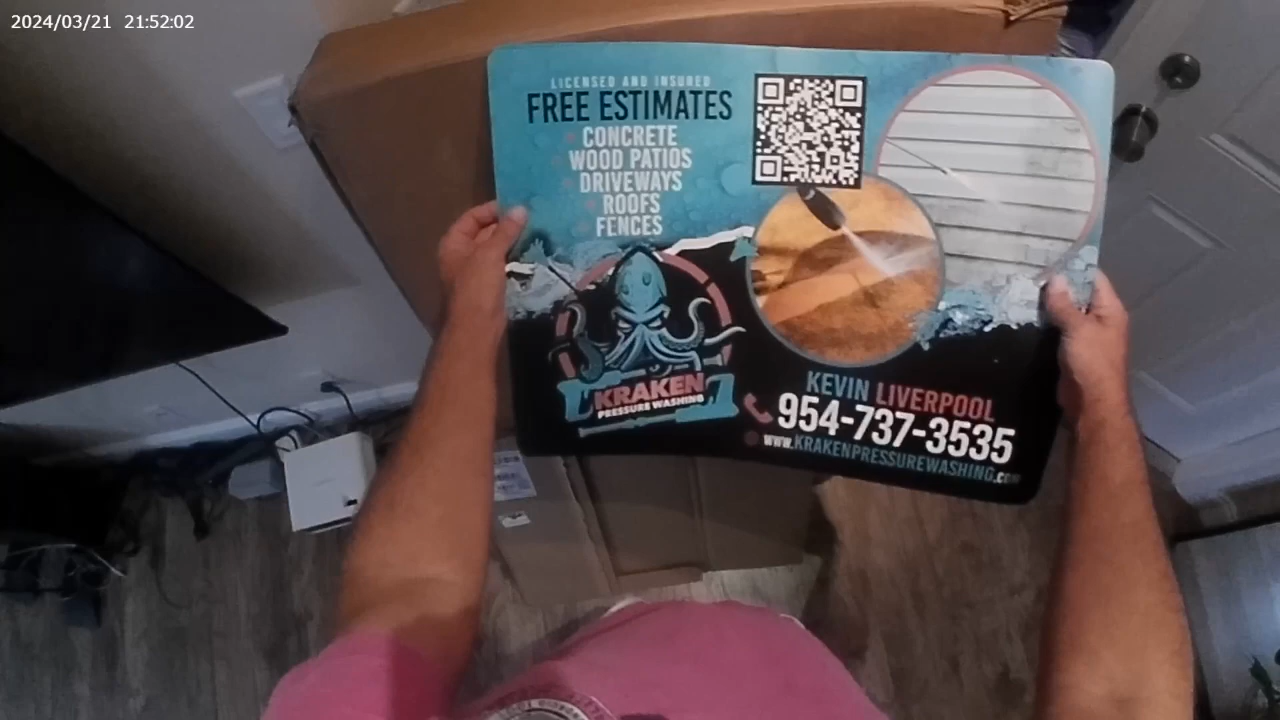 2024/03/21 21:52:02
LICENSED AND INSURED
FREE ESTIMATES
CONCRETE
WOOD PATIOS
DRIVEWAYS
ROOFS
FENCES
KRAKEN
PRESSURE WASHING
KEVIN LIVERPOOL
954-737-3535
www.KRAKENPRESSUREWASHING.com